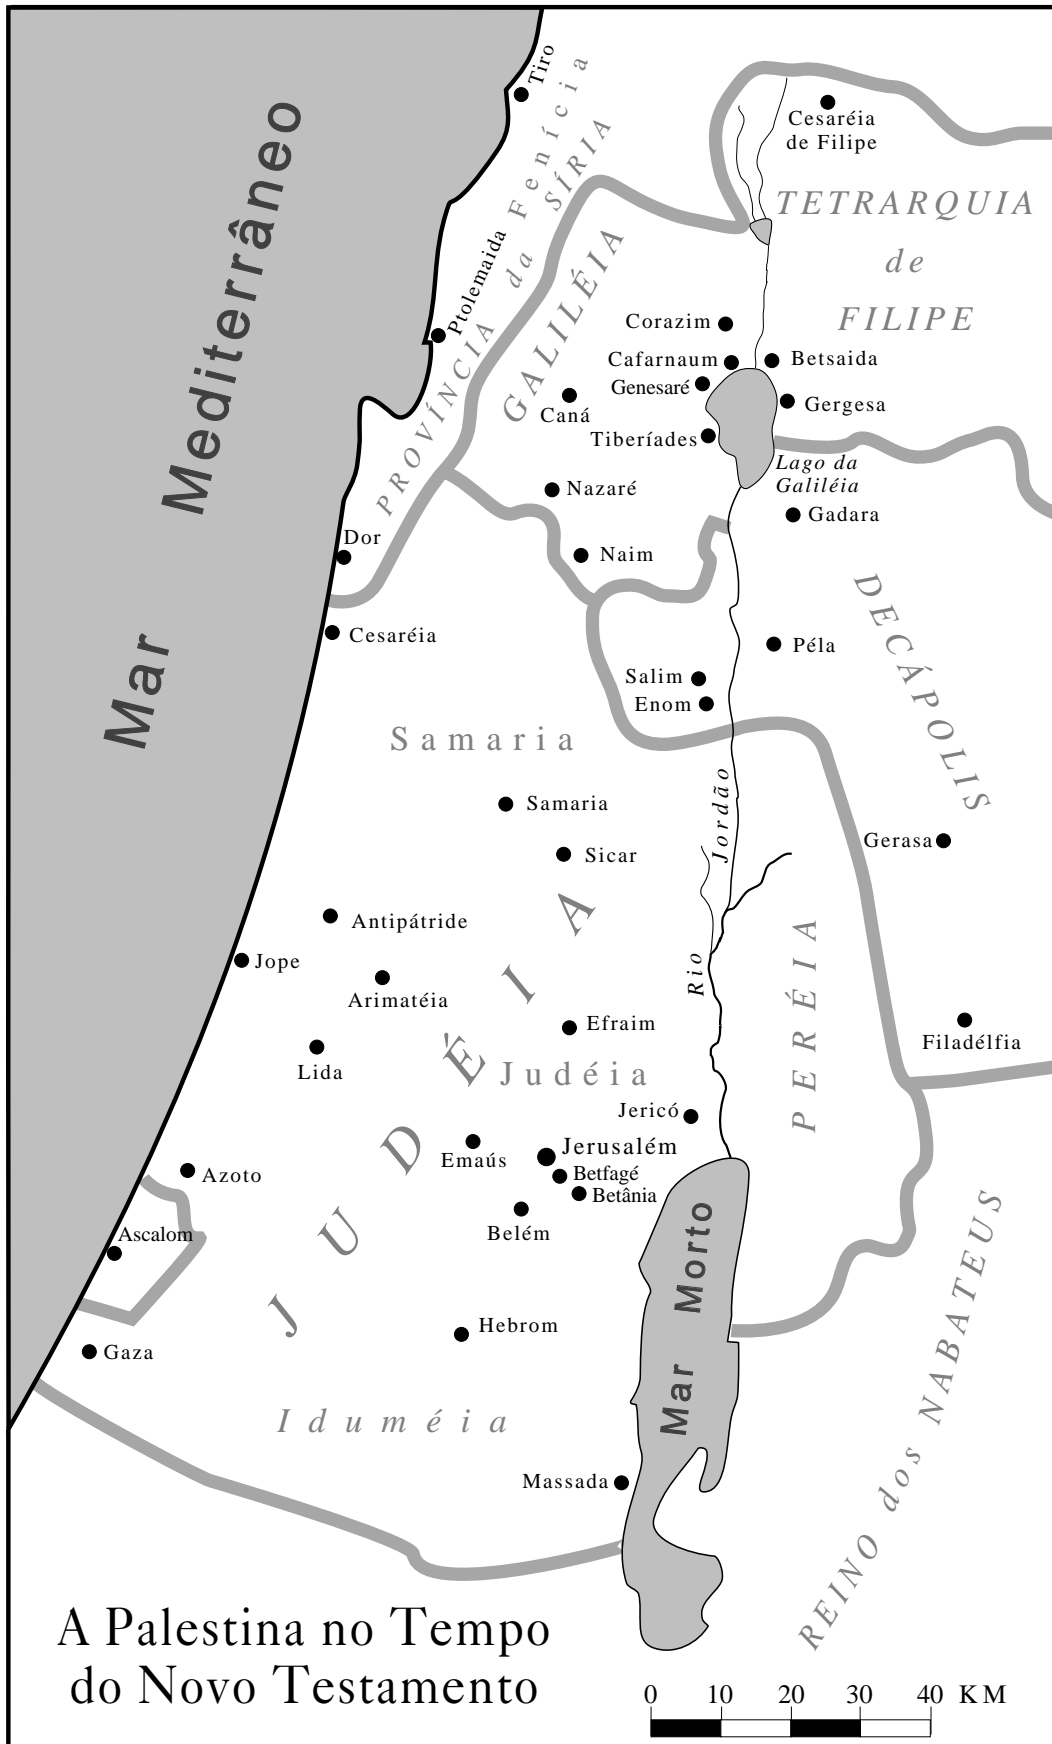 Tiro
Fenícia
PROVÍNCIA da SÍRIA
Cesaréia
de Filipe
TETRARQUIA
de
FILIPE
Mar Mediterrâneo
Ptolemaida
GALILÉIA
Corazim
Cafarnaum
Betsaida
Genesaré
Gergesa
Caná
Tiberíades
Lago da
Galiléia
Nazaré
Gadara
Dor
Naim
DECÁPOLIS
Cesaréia
Péla
Salim
Enom
Samaria
Samaria
Sicar
Gerasa
Rio Jordão
Antipátride
Jope
Arimatéia
PERÉIA
Efraim
Filadélfia
Lida
JUDÉIA
Judéia
Jericó
Emaús
Jerusalém
Betfagé
Betânia
Azoto
Belém
Ascalom
Mar Morto
Hebrom
Gaza
Iduméia
REINO dos NABATEUS
Massada
A Palestina no Tempo
do Novo Testamento
0 10 20 30 40 KM